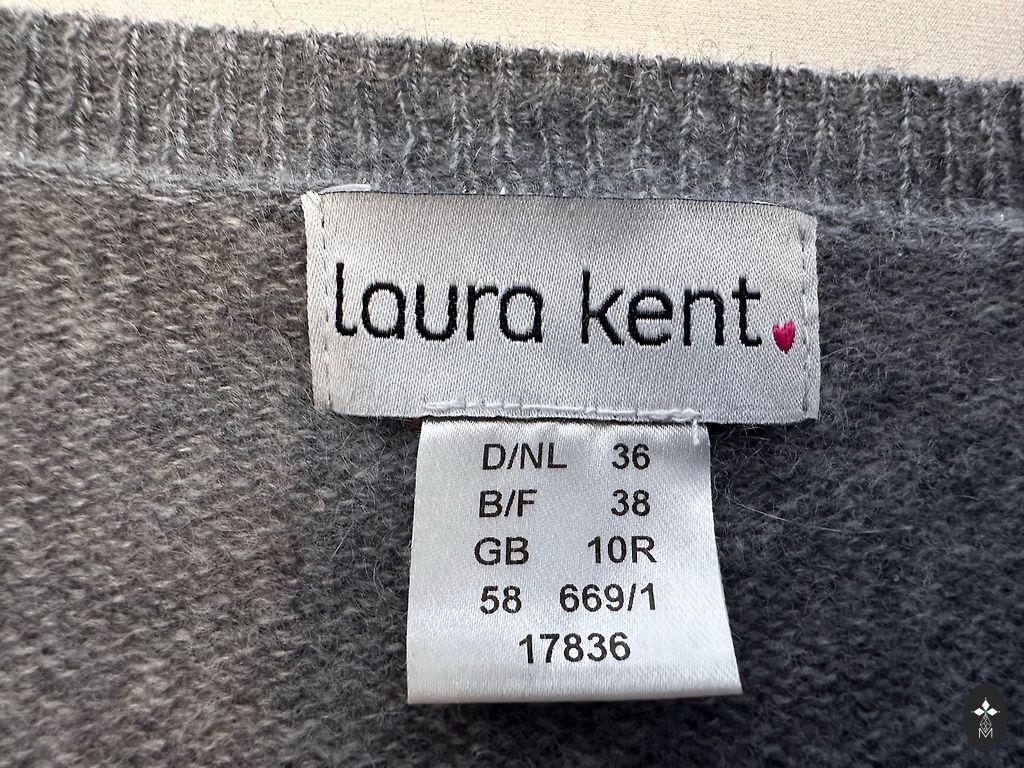 laura kent
D/NL 36
B/F 38
GB 10R
58 669/1
17836
M